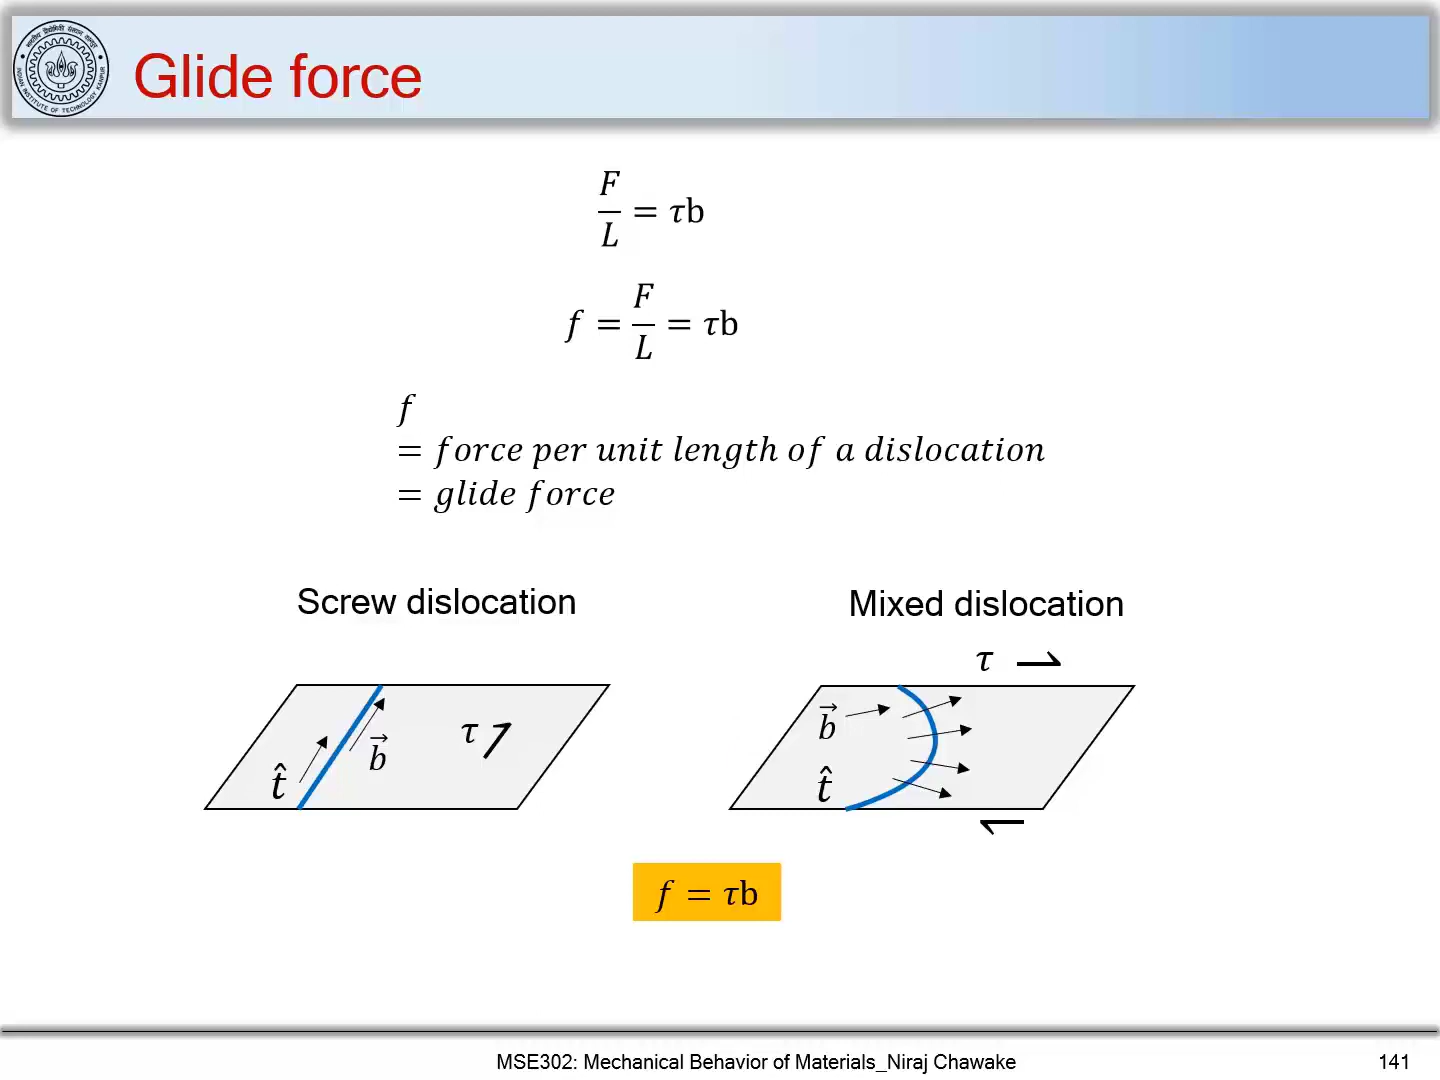 Glide force
F/L = τb
f = F/L = τb
f
= force per unit length of a dislocation
= glide force
Screw dislocation
Mixed dislocation
τ
b⃗
τ
b⃗
t̂
t̂
f = τb
MSE302: Mechanical Behavior of Materials_Niraj Chawake
141